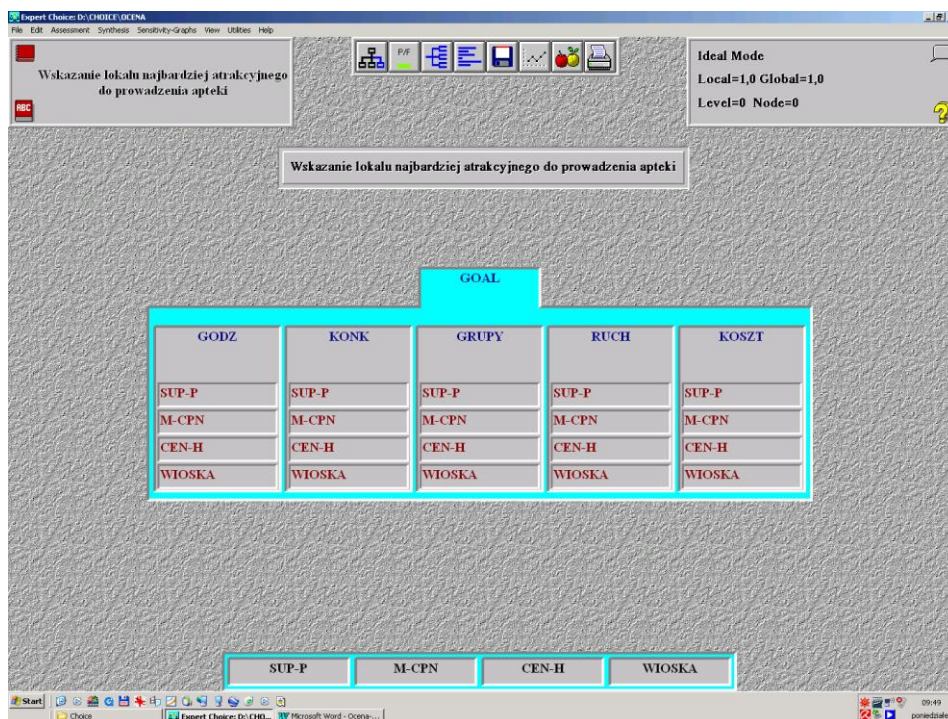 Expert Choice: D:\CHOICE\OCENA
File Edit Assessment Synthesis Sensitivity-Graphs View Utilities Help
Wskazanie lokalu najbardziej atrakcyjnego
do prowadzenia apteki
ABC
P/F
Ideal Mode
Local=1,0 Global=1,0
Level=0 Node=0
?
Wskazanie lokalu najbardziej atrakcyjnego do prowadzenia apteki
GOAL
GODZ KONK GRUPY RUCH KOSZT
SUP-P SUP-P SUP-P SUP-P SUP-P
M-CPN M-CPN M-CPN M-CPN M-CPN
CEN-H CEN-H CEN-H CEN-H CEN-H
WIOSKA WIOSKA WIOSKA WIOSKA WIOSKA
SUP-P M-CPN CEN-H WIOSKA
Start 09:49
Choice Expert Choice: D:\CHO... Microsoft Word - Ocena-... poniedziałe